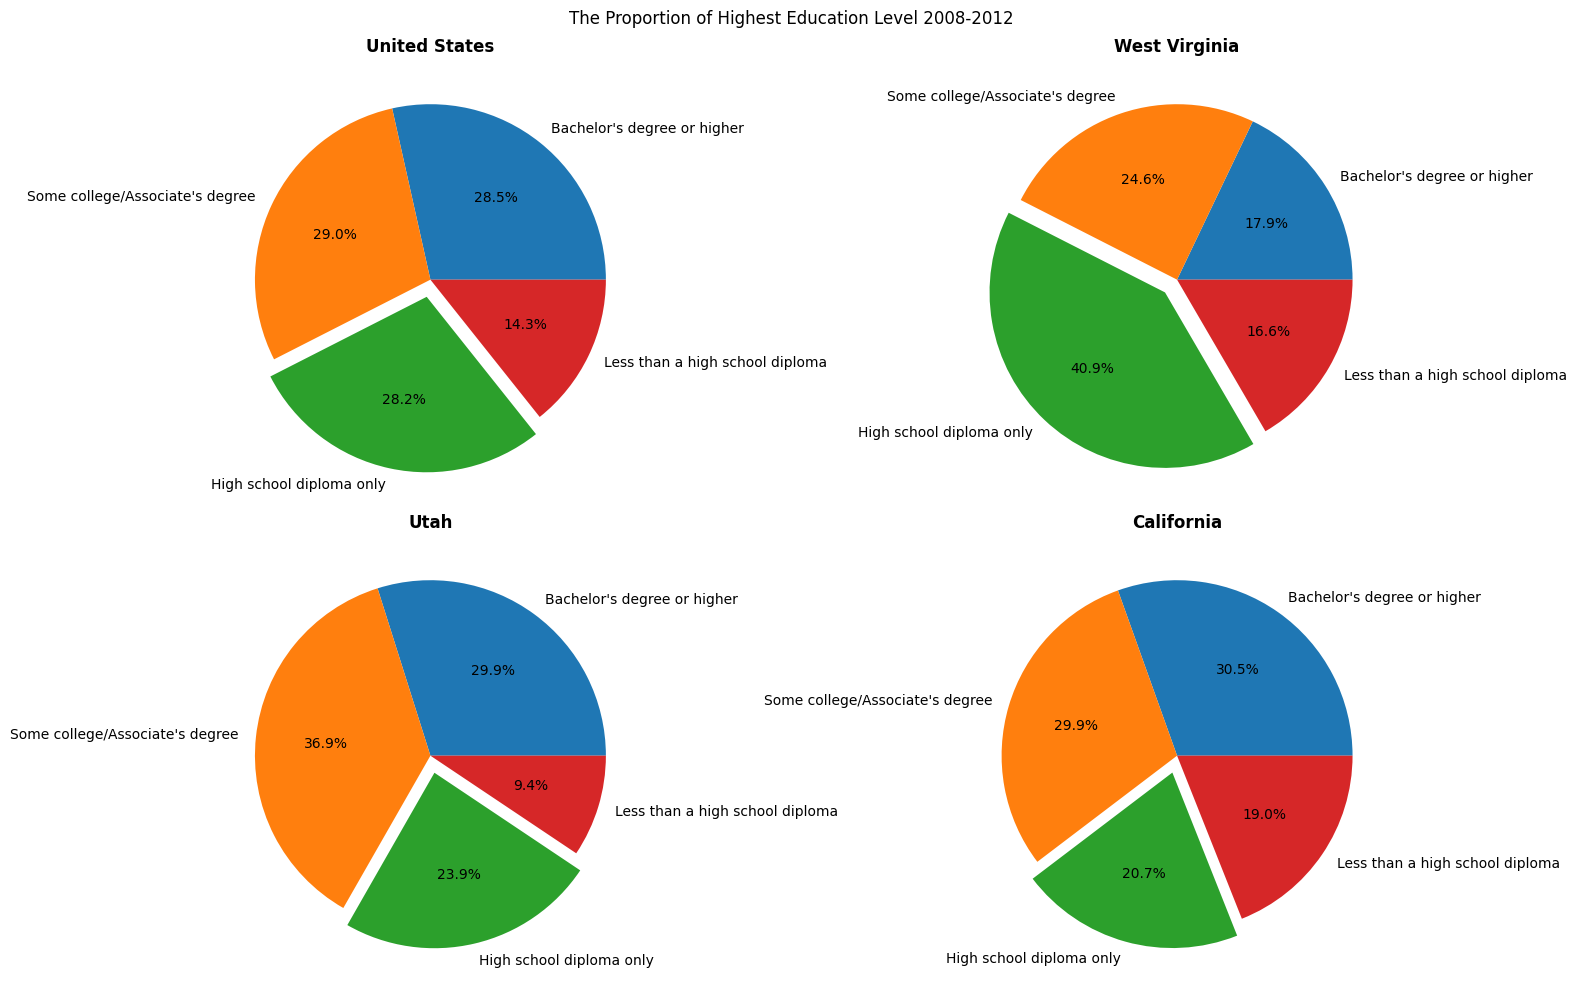 The Proportion of Highest Education Level 2008-2012
United States
Bachelor's degree or higher
28.5%
Some college/Associate's degree
29.0%
14.3%
Less than a high school diploma
28.2%
High school diploma only
West Virginia
Some college/Associate's degree
24.6%
Bachelor's degree or higher
17.9%
16.6%
40.9%
Less than a high school diploma
High school diploma only
Utah
Bachelor's degree or higher
29.9%
Some college/Associate's degree
36.9%
9.4%
Less than a high school diploma
23.9%
High school diploma only
California
Bachelor's degree or higher
30.5%
Some college/Associate's degree
29.9%
19.0%
Less than a high school diploma
20.7%
High school diploma only